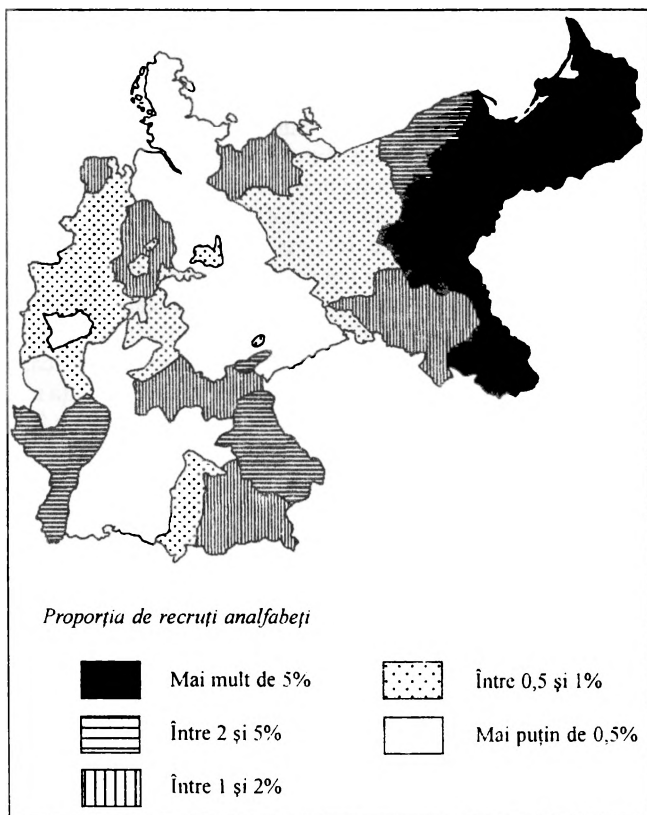 Proporția de recruți analfabeți
Mai mult de 5%
Între 2 și 5%
Între 1 și 2%
Între 0,5 și 1%
Mai puțin de 0,5%